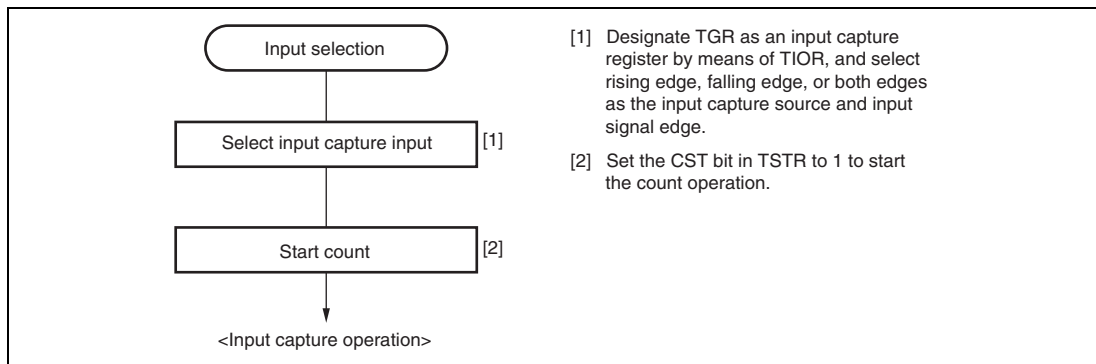 Input selection
Select input capture input
[1]
Start count
[2]
<Input capture operation>
[1] Designate TGR as an input capture
register by means of TIOR, and select
rising edge, falling edge, or both edges
as the input capture source and input
signal edge.
[2] Set the CST bit in TSTR to 1 to start
the count operation.